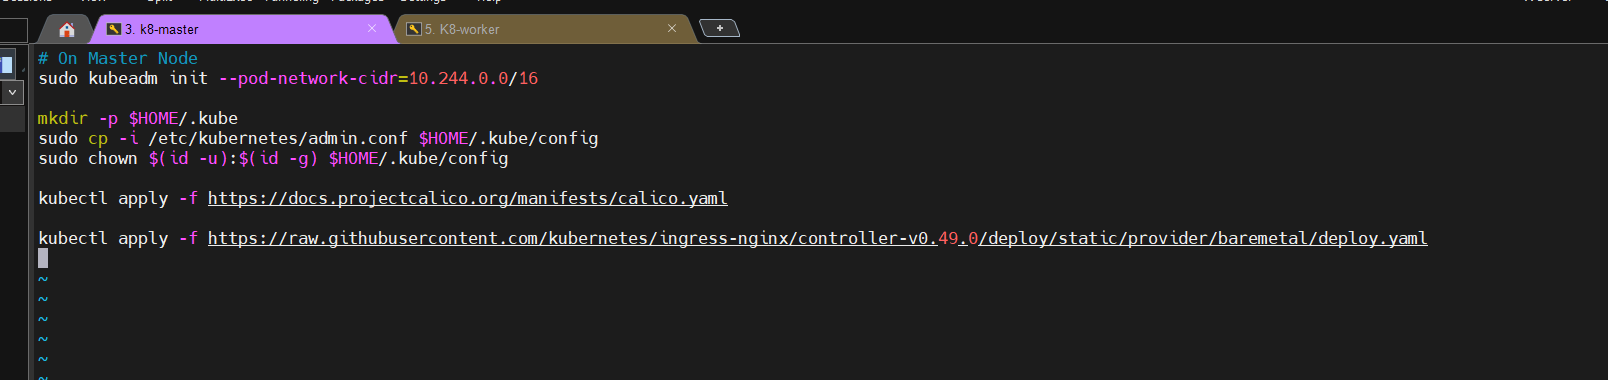 3. k8-master
5. K8-worker
# On Master Node
sudo kubeadm init --pod-network-cidr=10.244.0.0/16
mkdir -p $HOME/.kube
sudo cp -i /etc/kubernetes/admin.conf $HOME/.kube/config
sudo chown $(id -u):$(id -g) $HOME/.kube/config
kubectl apply -f https://docs.projectcalico.org/manifests/calico.yaml
kubectl apply -f https://raw.githubusercontent.com/kubernetes/ingress-nginx/controller-v0.49.0/deploy/static/provider/baremetal/deploy.yaml
~
~
~
~
~
~